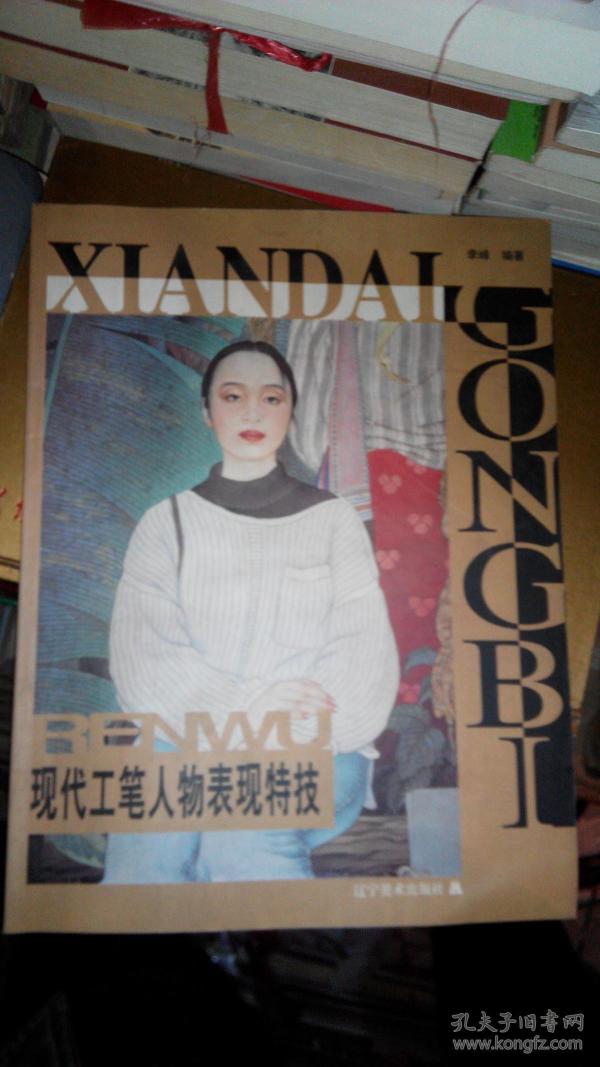 XIANDAI
李峰 编著
GONGBI
RENWU
现代工笔人物表现特技
辽宁美术出版社
孔夫子旧书网
www.kongfz.com